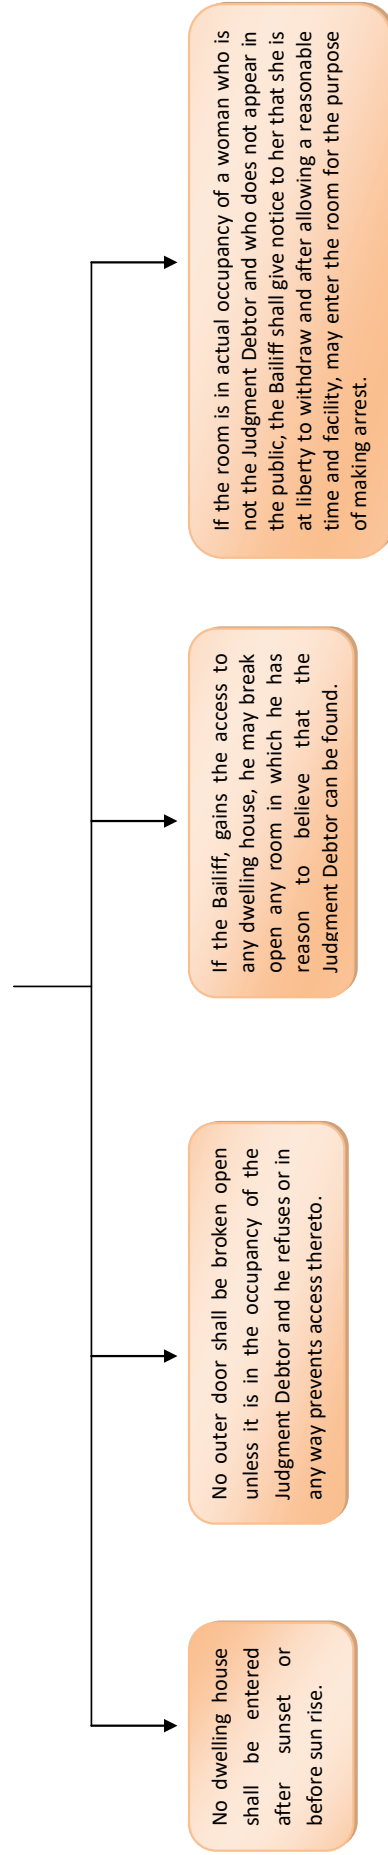 No dwelling house
shall be entered
after sunset or
before sun rise.
No outer door shall be broken open
unless it is in the occupancy of the
Judgment Debtor and he refuses or in
any way prevents access thereto.
If the Bailiff, gains the access to
any dwelling house, he may break
open any room in which he has
reason to believe that the
Judgment Debtor can be found.
If the room is in actual occupancy of a woman who is
not the Judgment Debtor and who does not appear in
the public, the Bailiff shall give notice to her that she is
at liberty to withdraw and after allowing a reasonable
time and facility, may enter the room for the purpose
of making arrest.